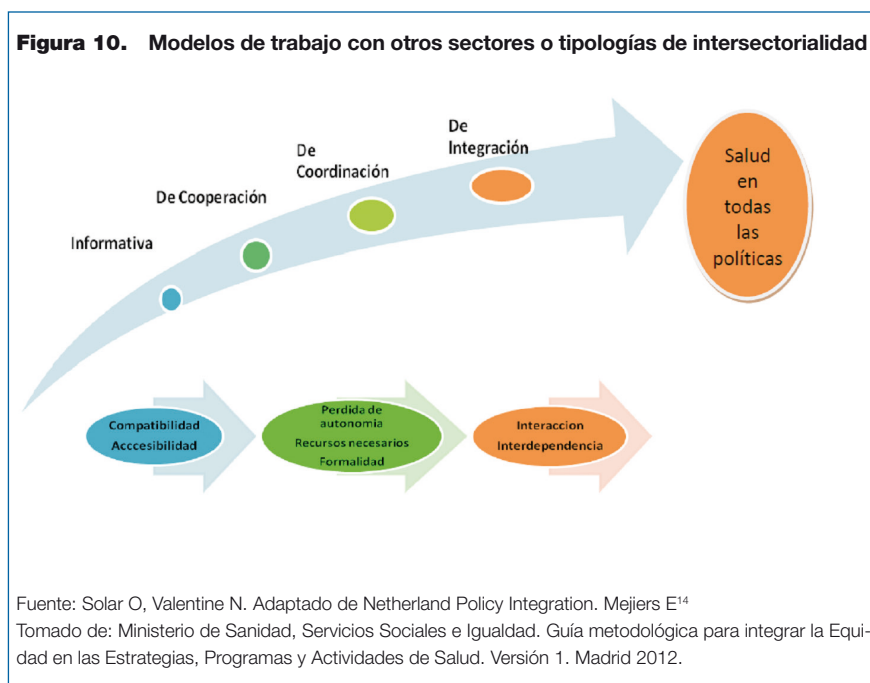 Figura 10. Modelos de trabajo con otros sectores o tipologías de intersectorialidad
De
Integración
De
Coordinación
De Cooperación
Informativa
Salud
en
todas
las
políticas
Compatibilidad
Acccesibilidad
Perdida de
autonomia
Recursos necesarios
Formalidad
Interaccion
Interdependencia
Fuente: Solar O, Valentine N. Adaptado de Netherland Policy Integration. Mejiers E14
Tomado de: Ministerio de Sanidad, Servicios Sociales e Igualdad. Guía metodológica para integrar la Equi-
dad en las Estrategias, Programas y Actividades de Salud. Versión 1. Madrid 2012.